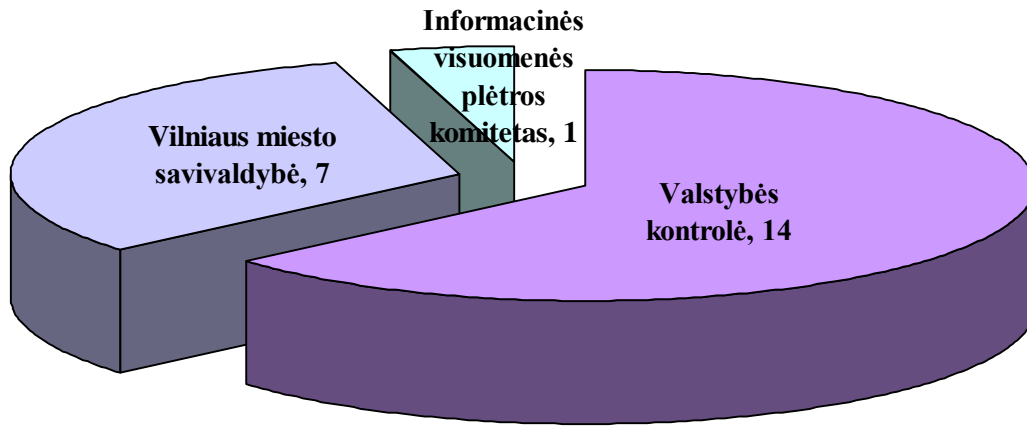 Informacinės
visuomenės
plėtros
komitetas, 1
Vilniaus miesto
savivaldybė, 7
Valstybės
kontrolė, 14